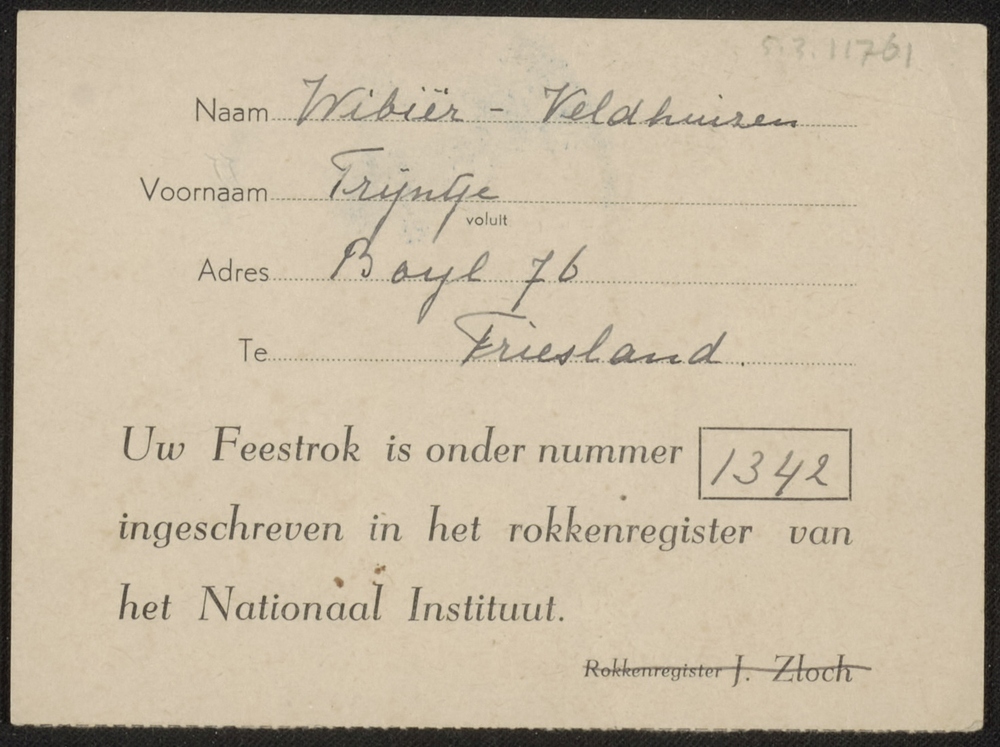 5.3.11761
Naam Wibiër - Veldhuizen
Voornaam Trijntje
voluit
Adres Boyl 76
Te Friesland.
Uw Feestrok is onder nummer 1342
ingeschreven in het rokkenregister van
het Nationaal Instituut.
Rokkenregister J. Zloch